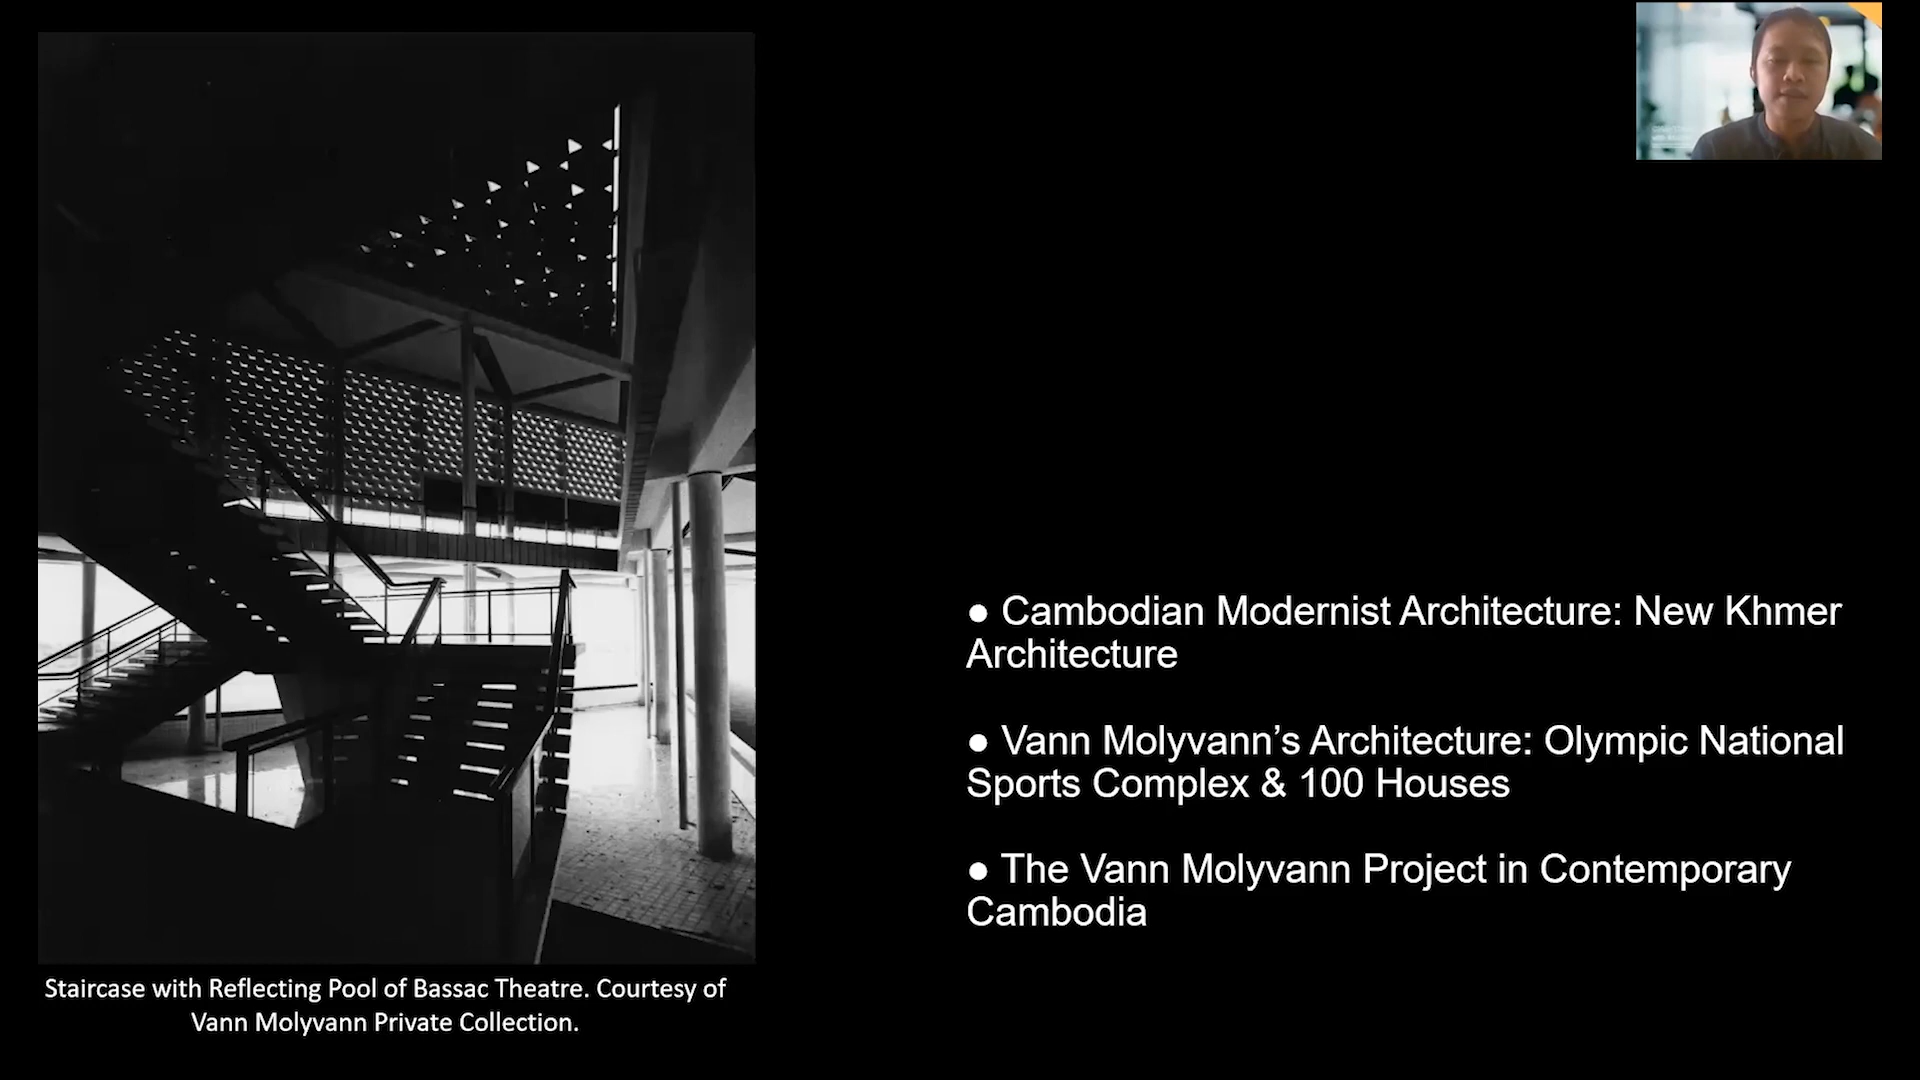 ● Cambodian Modernist Architecture: New Khmer
Architecture
● Vann Molyvann’s Architecture: Olympic National
Sports Complex & 100 Houses
● The Vann Molyvann Project in Contemporary
Cambodia
Staircase with Reflecting Pool of Bassac Theatre. Courtesy of
Vann Molyvann Private Collection.